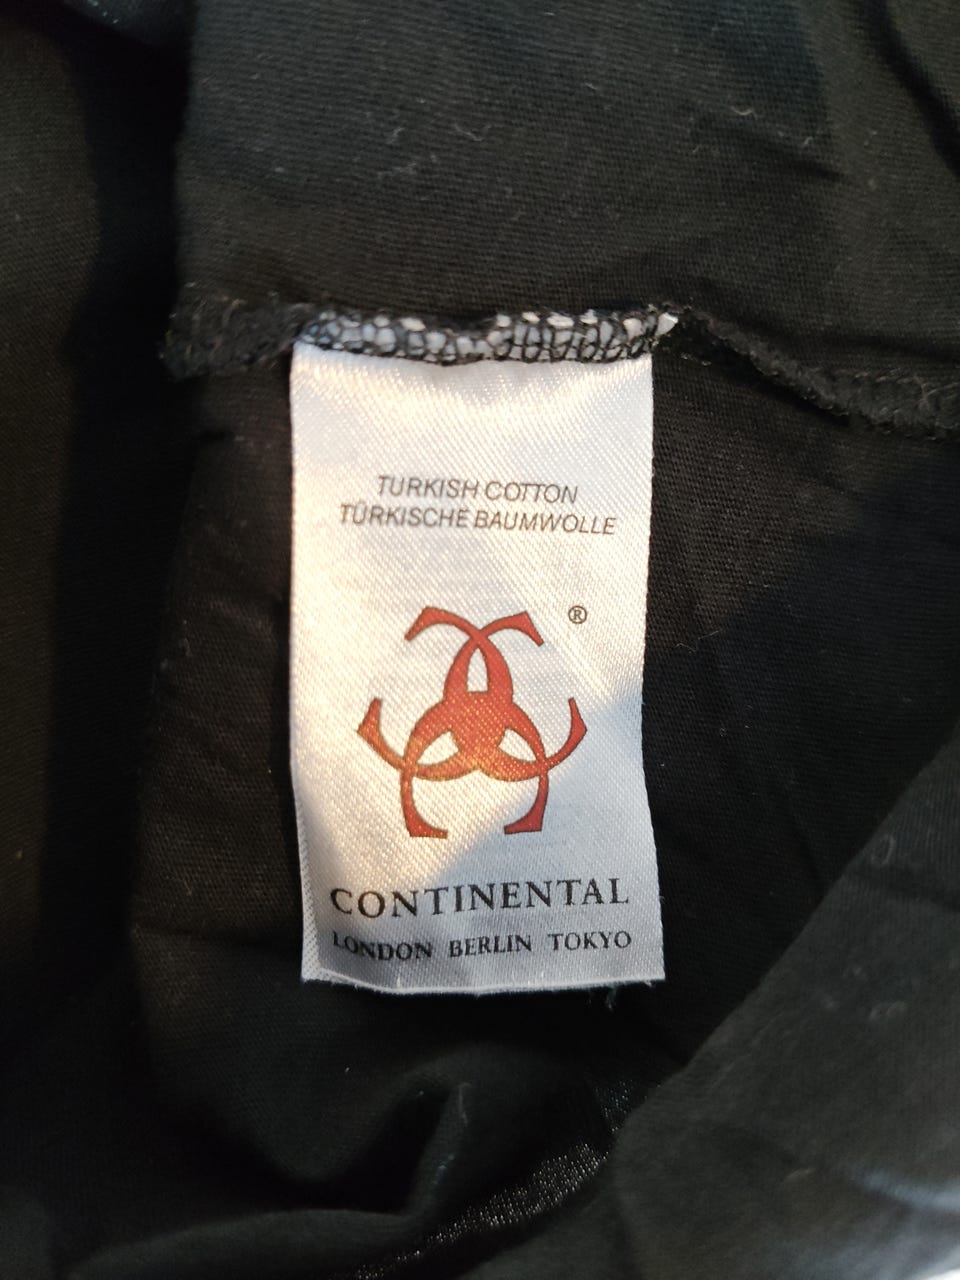 TURKISH COTTON
TÜRKISCHE BAUMWOLLE
®
CONTINENTAL
LONDON BERLIN TOKYO